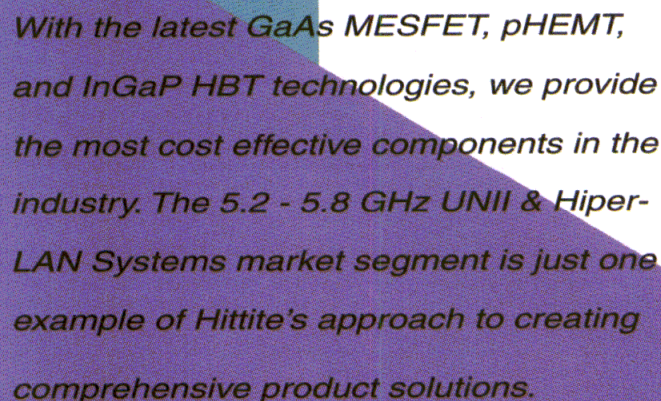 With the latest GaAs MESFET, pHEMT,
and InGaP HBT technologies, we provide
the most cost effective components in the
industry. The 5.2 - 5.8 GHz UNII & Hiper-
LAN Systems market segment is just one
example of Hittite's approach to creating
comprehensive product solutions.